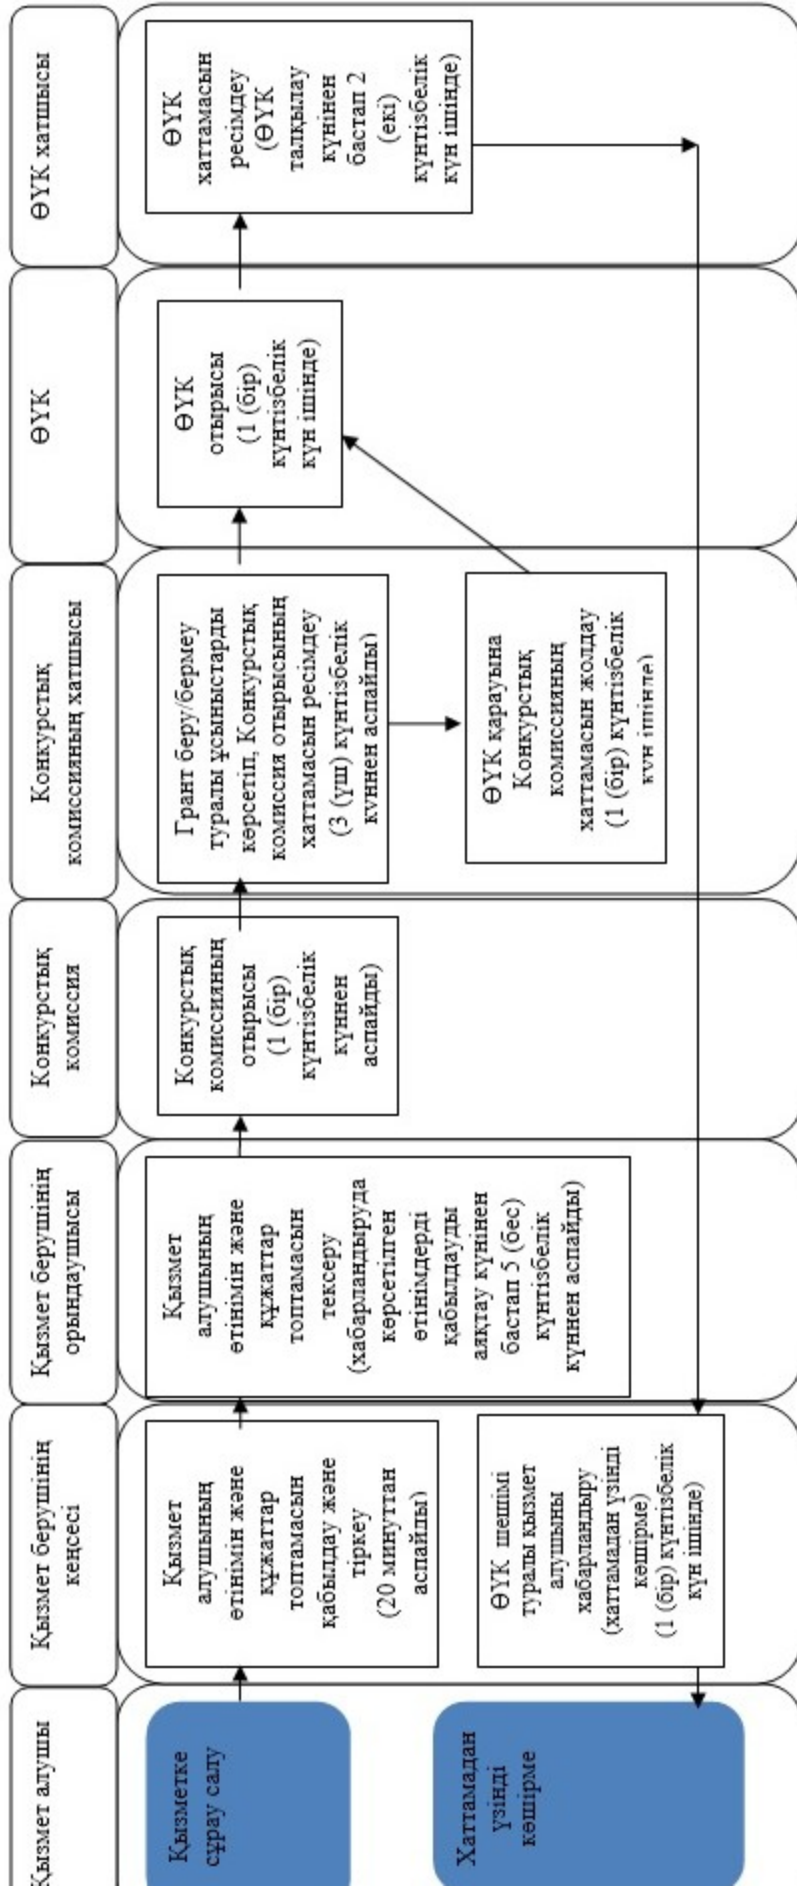 Қызмет алушы
Қызмет берушінің
кеңсесі
Қызмет берушінің
орындаушысы
Конкурстық
комиссия
Конкурстық
комиссияның хатшысы
ӨҮК
ӨҮК хатшысы
Қызметке
сұрау салу
Қызмет
алушының
өтінімін және
құжаттар
топтамасын
қабылдау және
тіркеу
(20 минуттан
аспайды)
Қызмет
алушының
өтінімін және
құжаттар
топтамасын
тексеру
(хабарландыруда
көрсетілген
өтінімдерді
қабылдауды
аяқтау күнінен
бастап 5 (бес)
күнтізбелік
күннен аспайды)
Конкурстық
комиссияның
отырысы
(1 (бір)
күнтізбелік
күннен
аспайды)
Грант беру/бермеу
туралы ұсыныстарды
көрсетіп, Конкурстық
комиссия отырысының
хаттамасын ресімдеу
(3 (үш) күнтізбелік
күннен аспайды)
ӨҮК
отырысы
(1 (бір)
күнтізбелік
күн ішінде)
ӨҮК
хаттамасын
ресімдеу
(ӨҮК
талқылау
күнінен
бастап 2
(екі)
күнтізбелік
күн ішінде)
Хаттамадан
үзінді
көшірме
ӨҮК шешімі
туралы қызмет
алушыны
хабарландыру
(хаттамадан үзінді
көшірме)
(1 (бір) күнтізбелік
күн ішінде)
ӨҮК қарауына
Конкурстық
комиссияның
хаттамасын жолдау
(1 (бір) күнтізбелік
күн ішінде)